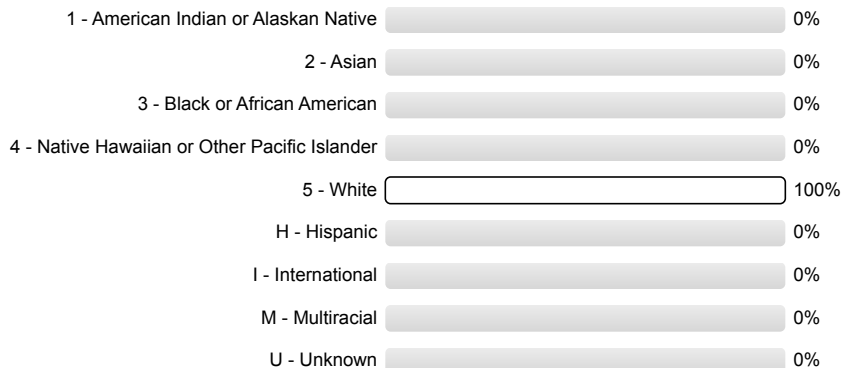 1 - American Indian or Alaskan Native 0%
2 - Asian 0%
3 - Black or African American 0%
4 - Native Hawaiian or Other Pacific Islander 0%
5 - White 100%
H - Hispanic 0%
I - International 0%
M - Multiracial 0%
U - Unknown 0%